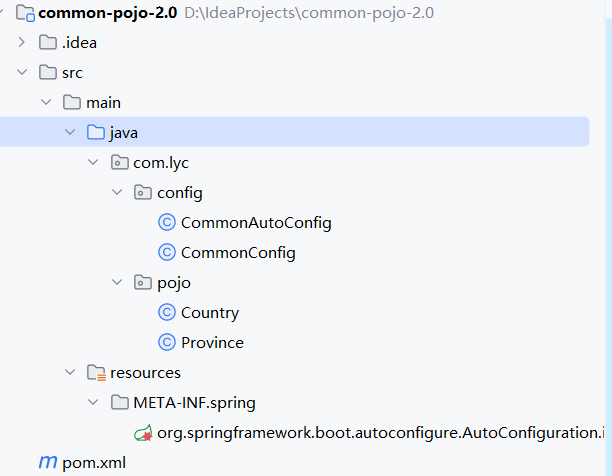 common-pojo-2.0 D:\IdeaProjects\common-pojo-2.0
.idea
src
main
java
com.lyc
config
CommonAutoConfig
CommonConfig
pojo
Country
Province
resources
META-INF.spring
org.springframework.boot.autoconfigure.AutoConfiguration.i
pom.xml